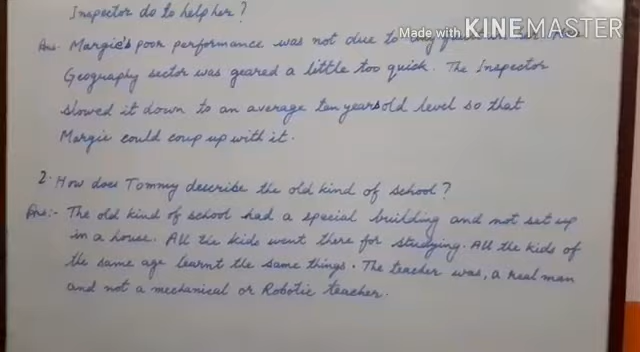 Inspector do to help her?
Made with KINEMASTER
Ans. Margie's poor performance was not due to any
Geography sector was geared a little too quick. The Inspector
slowed it down to an average ten years old level so that
Margie could coup up with it.
2. How does Tommy describe the old kind of school?
Ans:- The old kind of school had a special building and not set up
in a house. All the kids went there for studying. All the kids of
the same age learnt the same things. The teacher was, a real man
and not a mechanical or Robotic teacher.